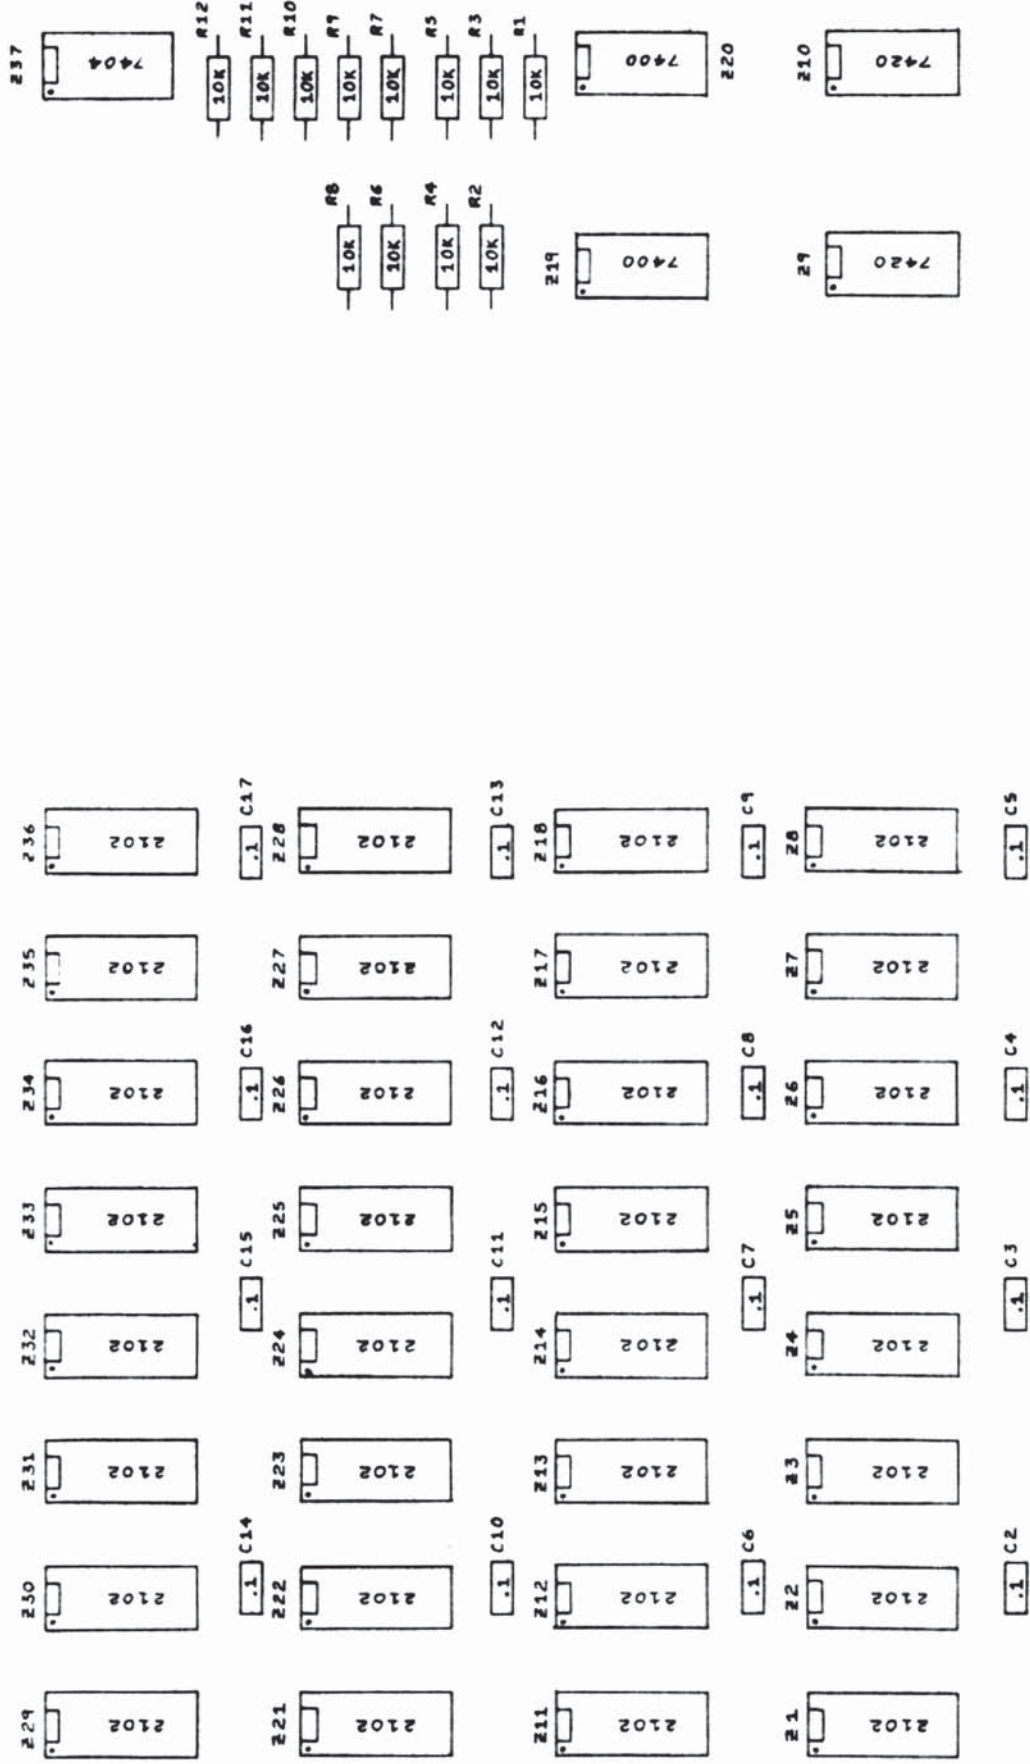 Z29 Z30 Z31 Z32 Z33 Z34 Z35 Z36 Z37
2102 2102 2102 2102 2102 2102 2102 2102 7404
10K R12
.1 C14 .1 C15 .1 C16 .1 C17
10K R11
Z21 Z22 Z223 Z24 Z25 Z26 Z27 Z28
10K R10
10K R8 10K R9
2102 2102 2102 2102 2102 2102 2102 2102
10K R6 10K R7
10K R4 10K R5
10K R2 10K R3
.1 C10 .1 C11 .1 C12 .1 C13
10K R1
Z11 Z12 Z13 Z14 Z15 Z16 Z17 Z18 Z19
2102 2102 2102 2102 2102 2102 2102 2102 7400 7400
Z20
.1 C6 .1 C7 .1 C8 .1 C9
Z1 Z2 Z3 Z4 Z5 Z6 Z7 Z8 Z9 Z10
2102 2102 2102 2102 2102 2102 2102 2102 7420 7420
.1 C2 .1 C3 .1 C4 .1 C5